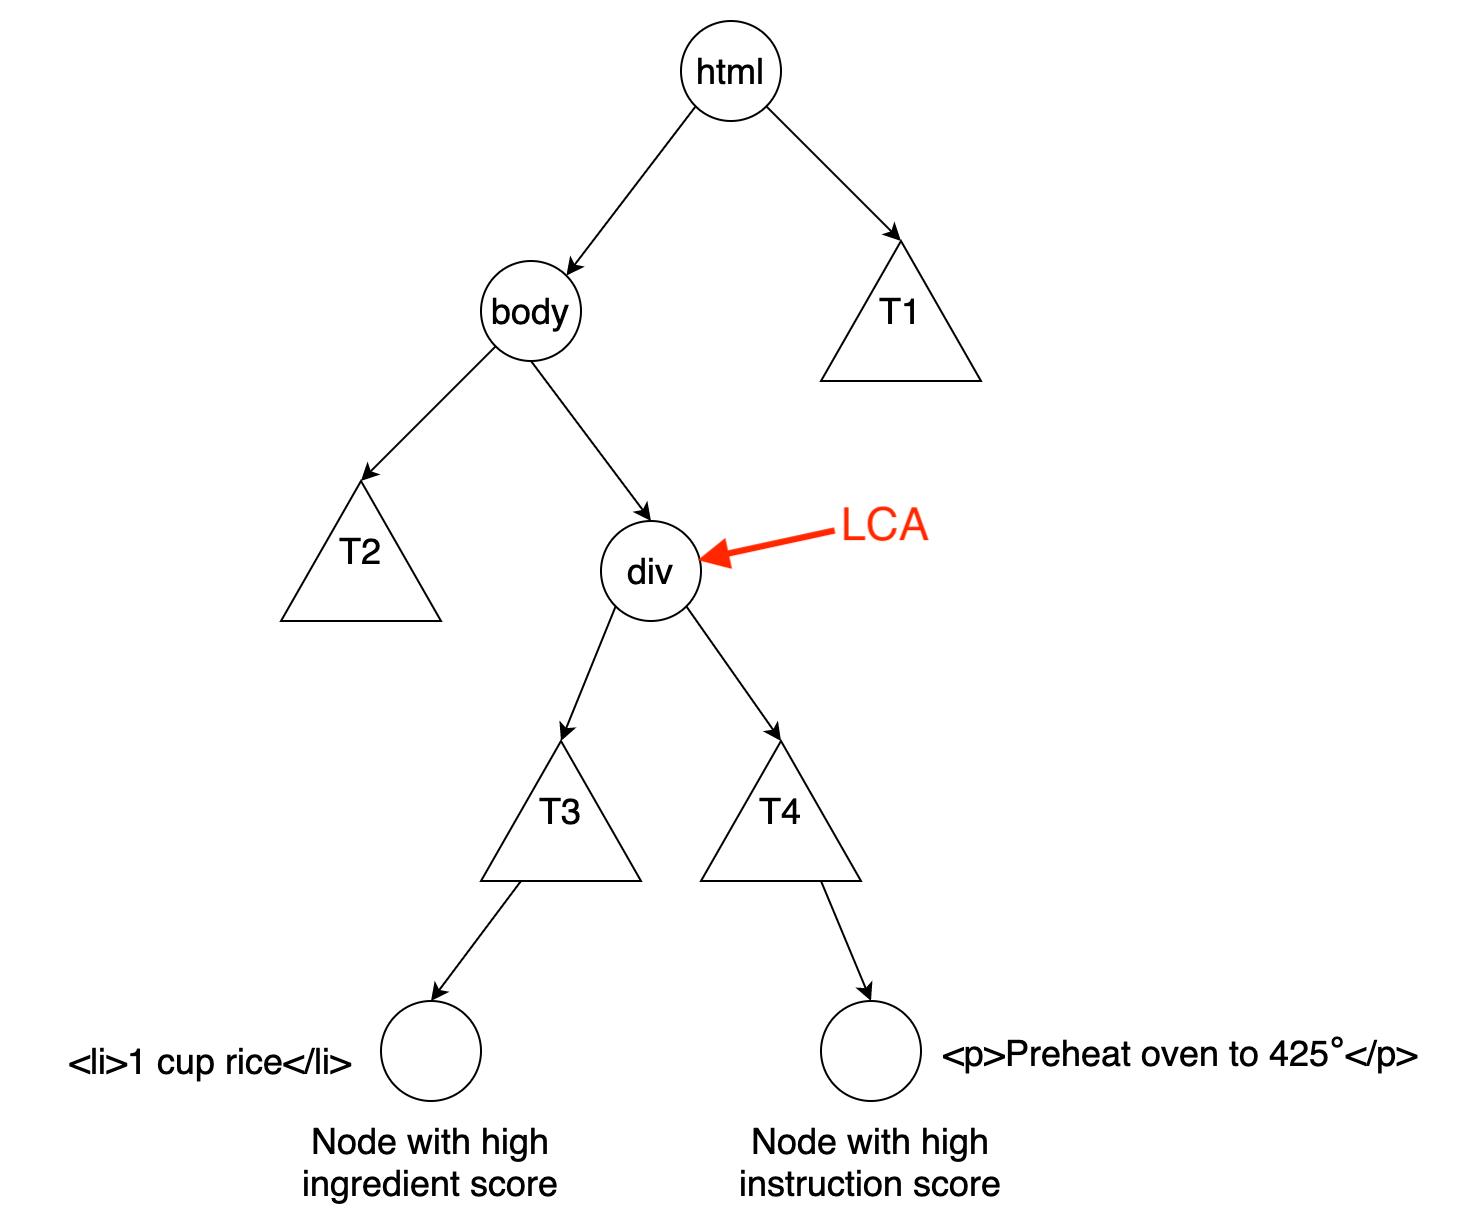 html
T1
body
T2
LCA
div
T3
T4
<li>1 cup rice</li>
<p>Preheat oven to 425°</p>
Node with high
ingredient score
Node with high
instruction score